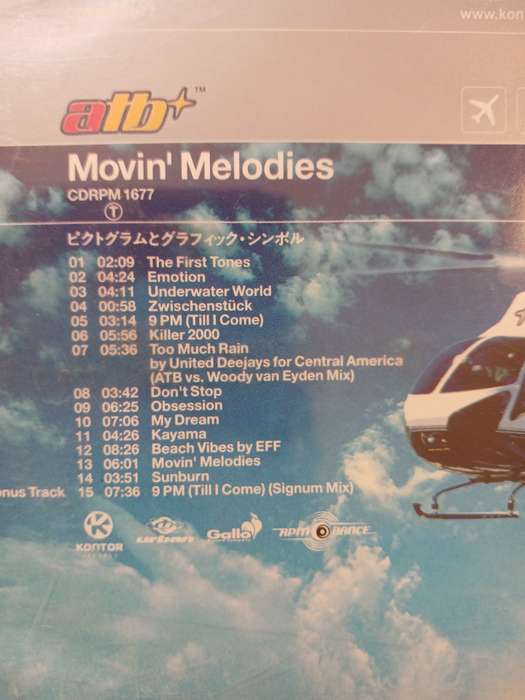 www.kon
atb™
Movin' Melodies
CDRPM 1677
T
ピクトグラムとグラフィック・シンボル
01 02:09 The First Tones
02 04:24 Emotion
03 04:11 Underwater World
04 00:58 Zwischenstück
05 03:14 9 PM (Till I Come)
06 05:56 Killer 2000
07 05:36 Too Much Rain
by United Deejays for Central America
(ATB vs. Woody van Eyden Mix)
08 03:42 Don't Stop
09 06:25 Obsession
10 07:06 My Dream
11 04:26 Kayama
12 08:26 Beach Vibes by EFF
13 06:01 Movin' Melodies
14 03:51 Sunburn
onus Track 15 07:36 9 PM (Till I Come) (Signum Mix)
K urban Gallo RPM DANCE
KONTOR
RECORDS